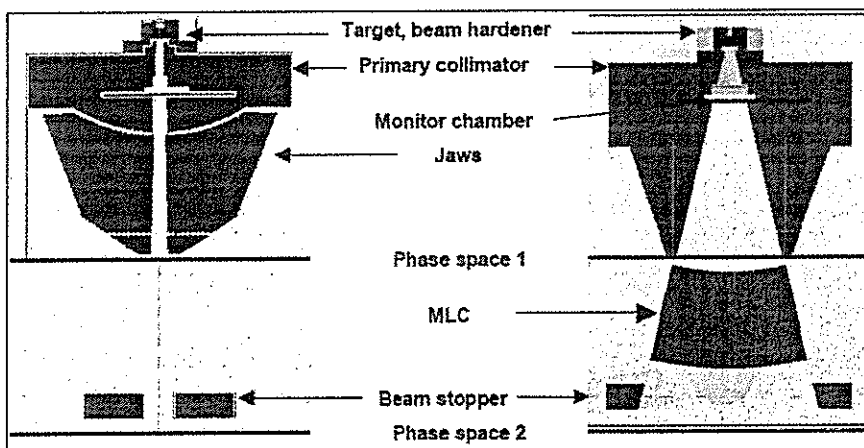 Target, beam hardener
Primary collimator
Monitor chamber
Jaws
Phase space 1
MLC
Beam stopper
Phase space 2